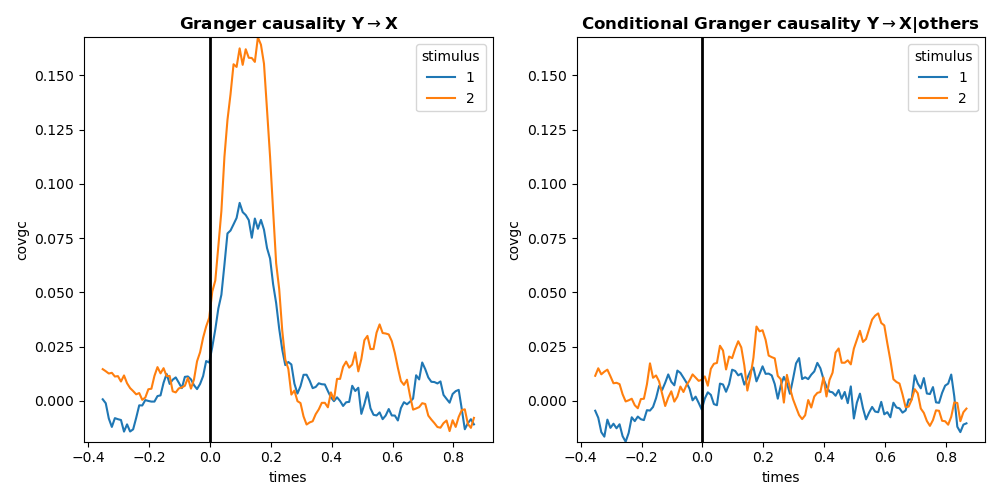 Granger causality Y→X
covgc
0.150
0.125
0.100
0.075
0.050
0.025
0.000
−0.4 −0.2 0.0 0.2 0.4 0.6 0.8
times
stimulus
1
2
Conditional Granger causality Y→X|others
covgc
0.150
0.125
0.100
0.075
0.050
0.025
0.000
−0.4 −0.2 0.0 0.2 0.4 0.6 0.8
times
stimulus
1
2